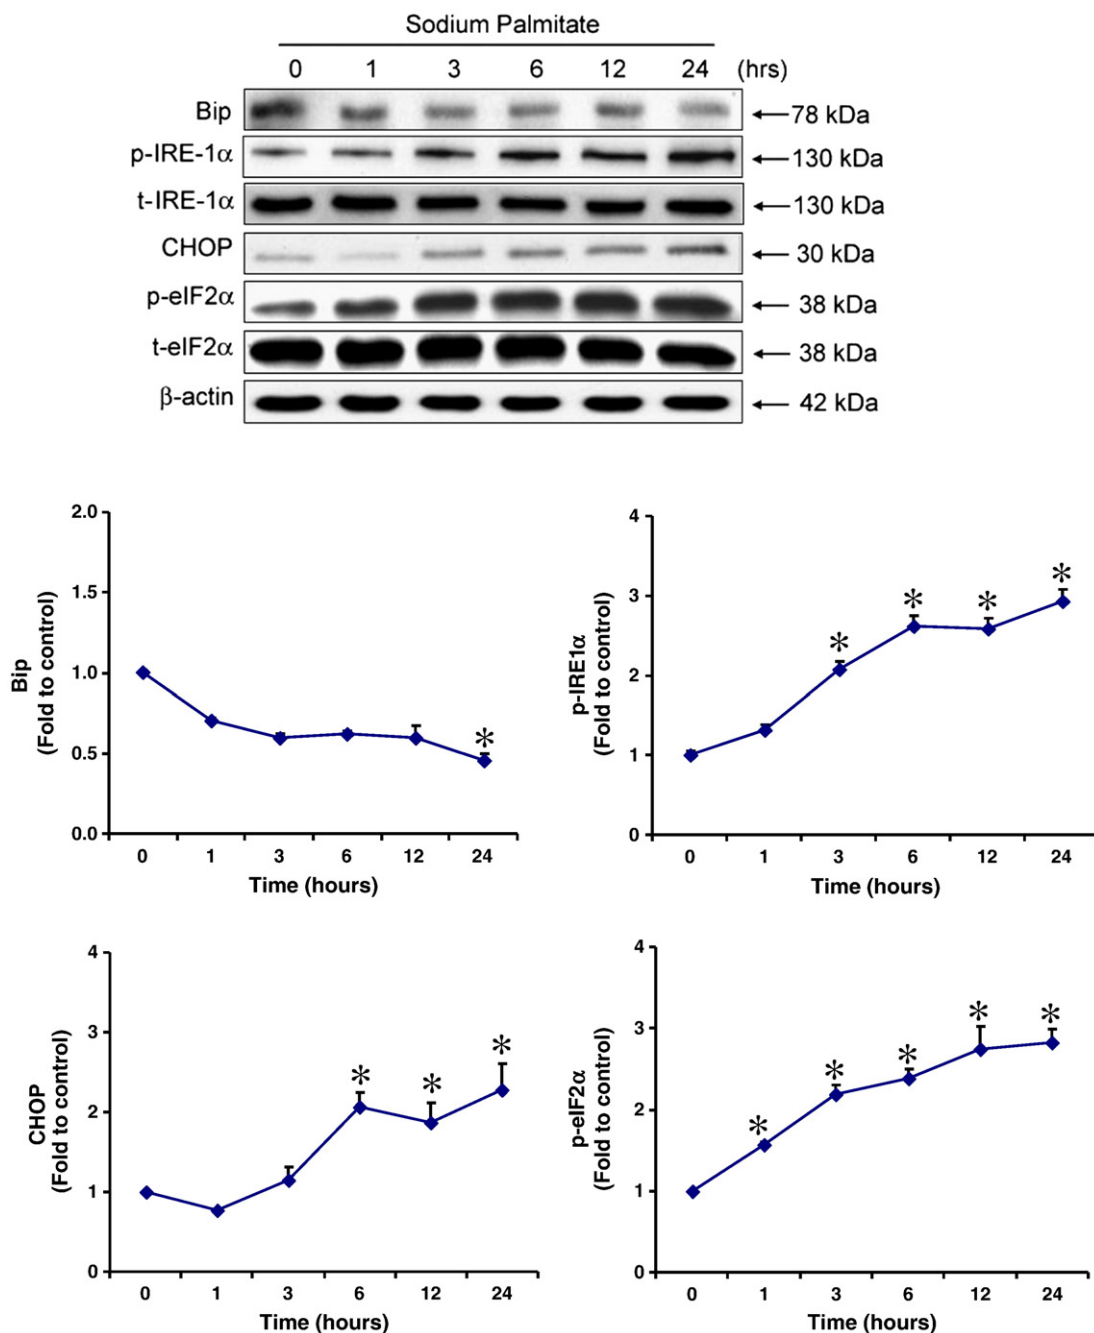 Sodium Palmitate
0 1 3 6 12 24 (hrs)
Bip 78 kDa
p-IRE-1α 130 kDa
t-IRE-1α 130 kDa
CHOP 30 kDa
p-eIF2α 38 kDa
t-eIF2α 38 kDa
β-actin 42 kDa
Bip
(Fold to control)
2.0
1.5
1.0
0.5
0.0
*
0 1 3 6 12 24
Time (hours)
p-IRE1α
(Fold to control)
4
3
2
1
0
* * * *
0 1 3 6 12 24
Time (hours)
CHOP
(Fold to control)
4
3
2
1
0
* * *
0 1 3 6 12 24
Time (hours)
p-eIF2α
(Fold to control)
4
3
2
1
0
* * * * *
0 1 3 6 12 24
Time (hours)